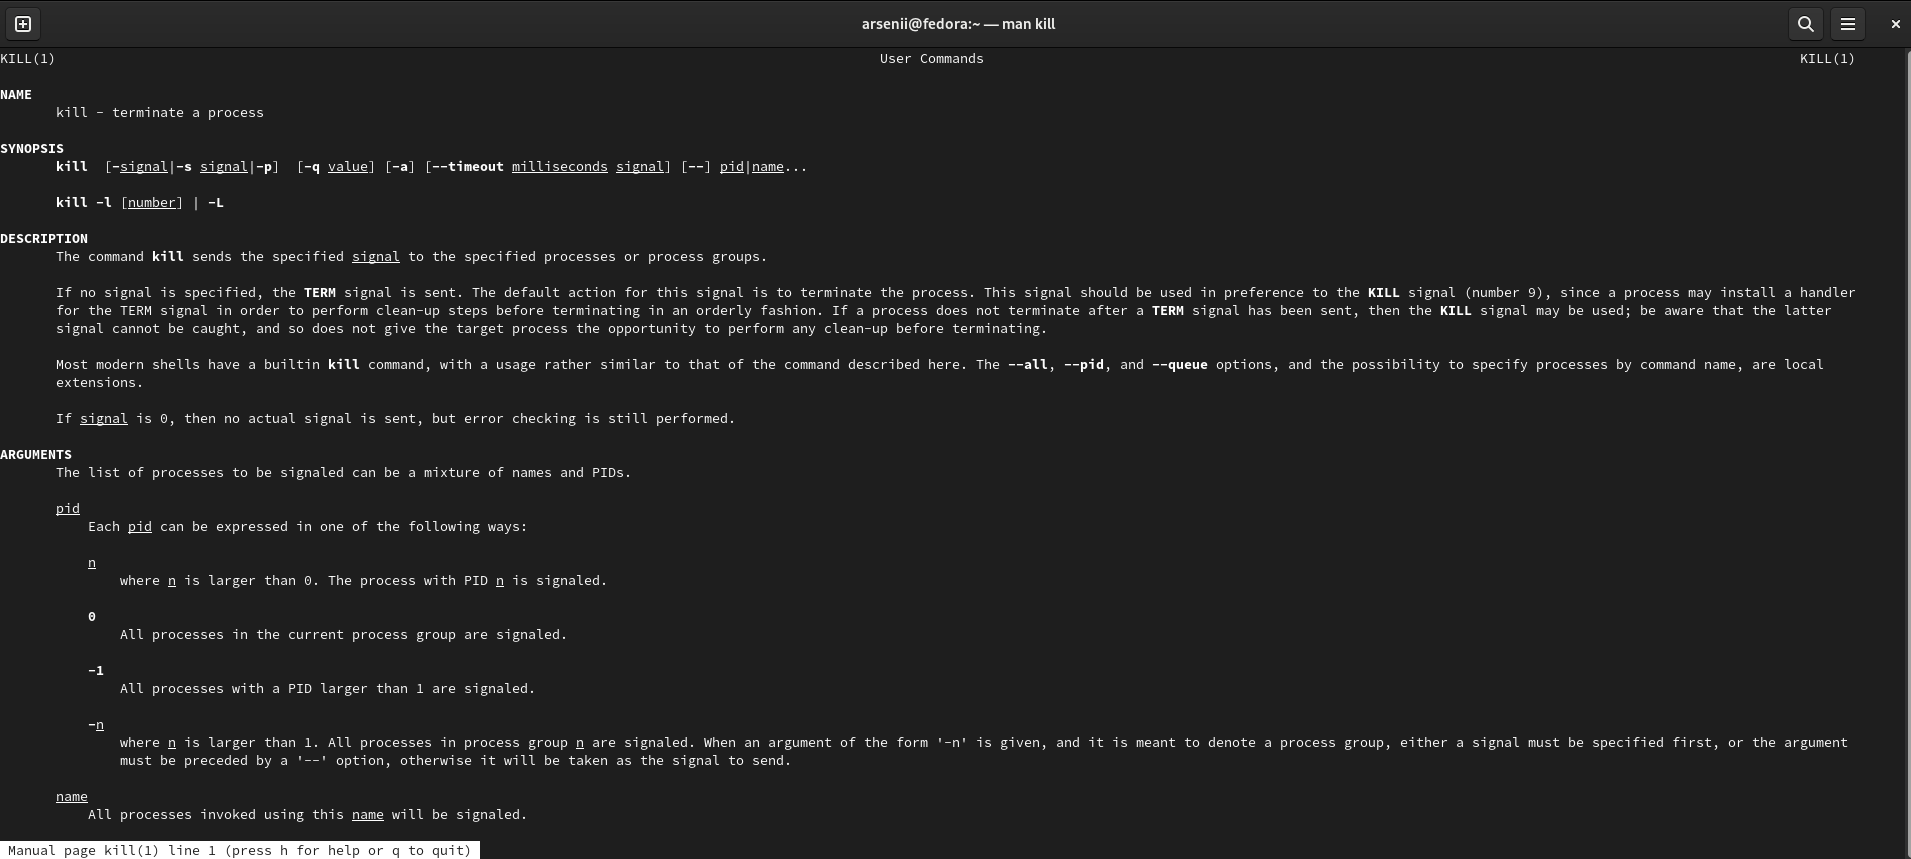 arsenii@fedora:~ — man kill
KILL(1) User Commands KILL(1)
NAME
kill - terminate a process
SYNOPSIS
kill [-signal|-s signal|-p] [-q value] [-a] [--timeout milliseconds signal] [--] pid|name...
kill -l [number] | -L
DESCRIPTION
The command kill sends the specified signal to the specified processes or process groups.
If no signal is specified, the TERM signal is sent. The default action for this signal is to terminate the process. This signal should be used in preference to the KILL signal (number 9), since a process may install a handler
for the TERM signal in order to perform clean-up steps before terminating in an orderly fashion. If a process does not terminate after a TERM signal has been sent, then the KILL signal may be used; be aware that the latter
signal cannot be caught, and so does not give the target process the opportunity to perform any clean-up before terminating.
Most modern shells have a builtin kill command, with a usage rather similar to that of the command described here. The --all, --pid, and --queue options, and the possibility to specify processes by command name, are local
extensions.
If signal is 0, then no actual signal is sent, but error checking is still performed.
ARGUMENTS
The list of processes to be signaled can be a mixture of names and PIDs.
pid
Each pid can be expressed in one of the following ways:
n
where n is larger than 0. The process with PID n is signaled.
0
All processes in the current process group are signaled.
-1
All processes with a PID larger than 1 are signaled.
-n
where n is larger than 1. All processes in process group n are signaled. When an argument of the form '-n' is given, and it is meant to denote a process group, either a signal must be specified first, or the argument
must be preceded by a '--' option, otherwise it will be taken as the signal to send.
name
All processes invoked using this name will be signaled.
Manual page kill(1) line 1 (press h for help or q to quit)